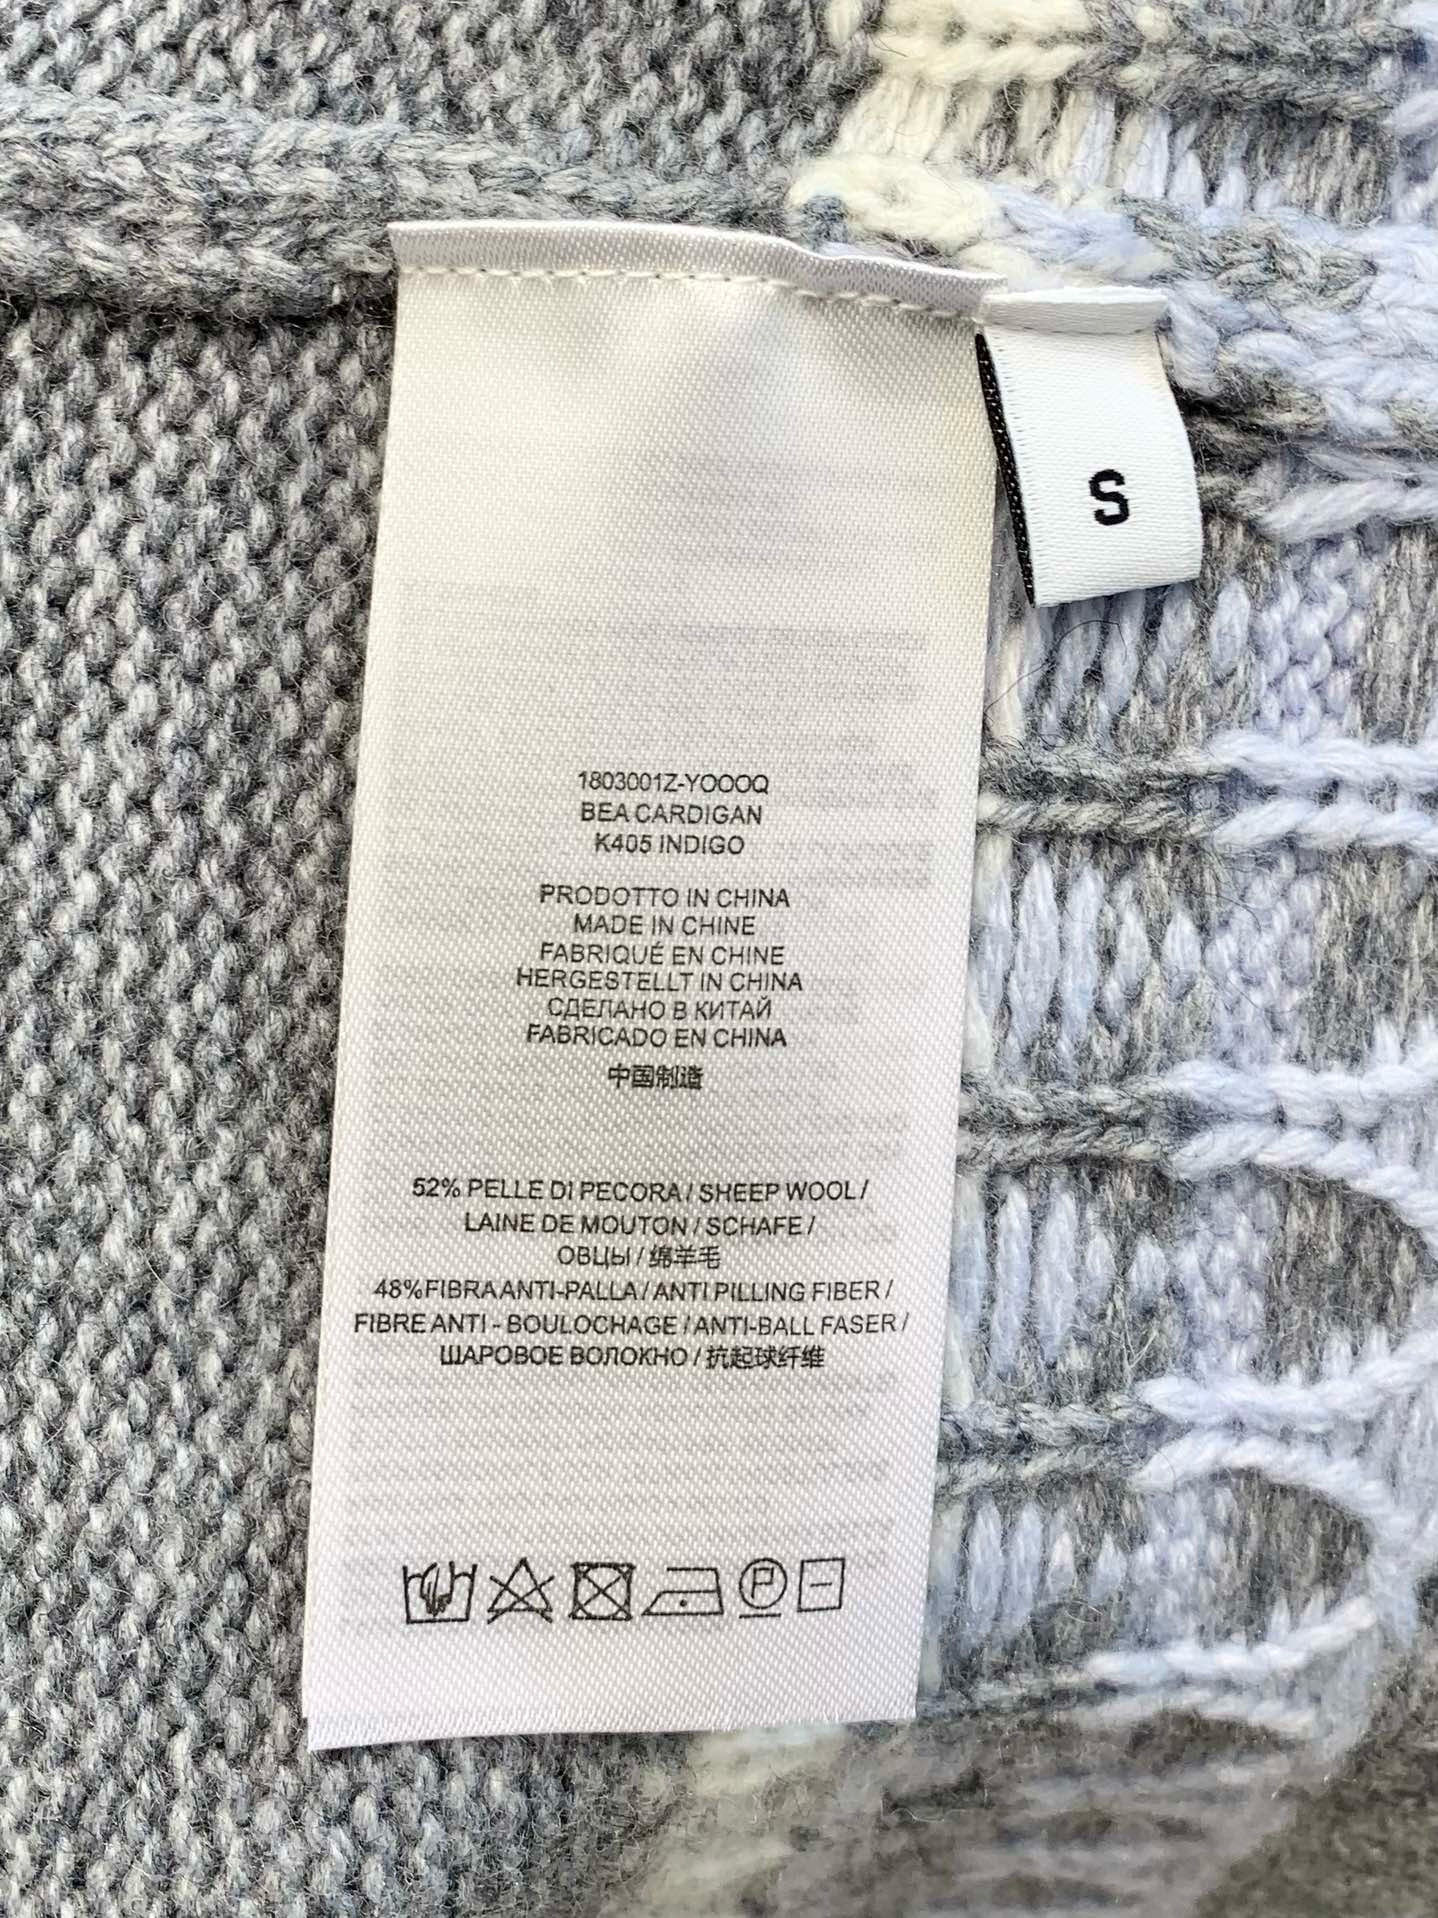 S
1803001Z-YOOOQ
BEA CARDIGAN
K405 INDIGO
PRODOTTO IN CHINA
MADE IN CHINE
FABRIQUÉ EN CHINE
HERGESTELLT IN CHINA
СДЕЛАНО В КИТАЙ
FABRICADO EN CHINA
中国制造
52% PELLE DI PECORA / SHEEP WOOL /
LAINE DE MOUTON / SCHAFE /
ОВЦЫ / 绵羊毛
48%FIBRA ANTI-PALLA / ANTI PILLING FIBER /
FIBRE ANTI - BOULOCHAGE / ANTI-BALL FASER /
ШАРОВОЕ ВОЛОКНО / 抗起球纤维
P